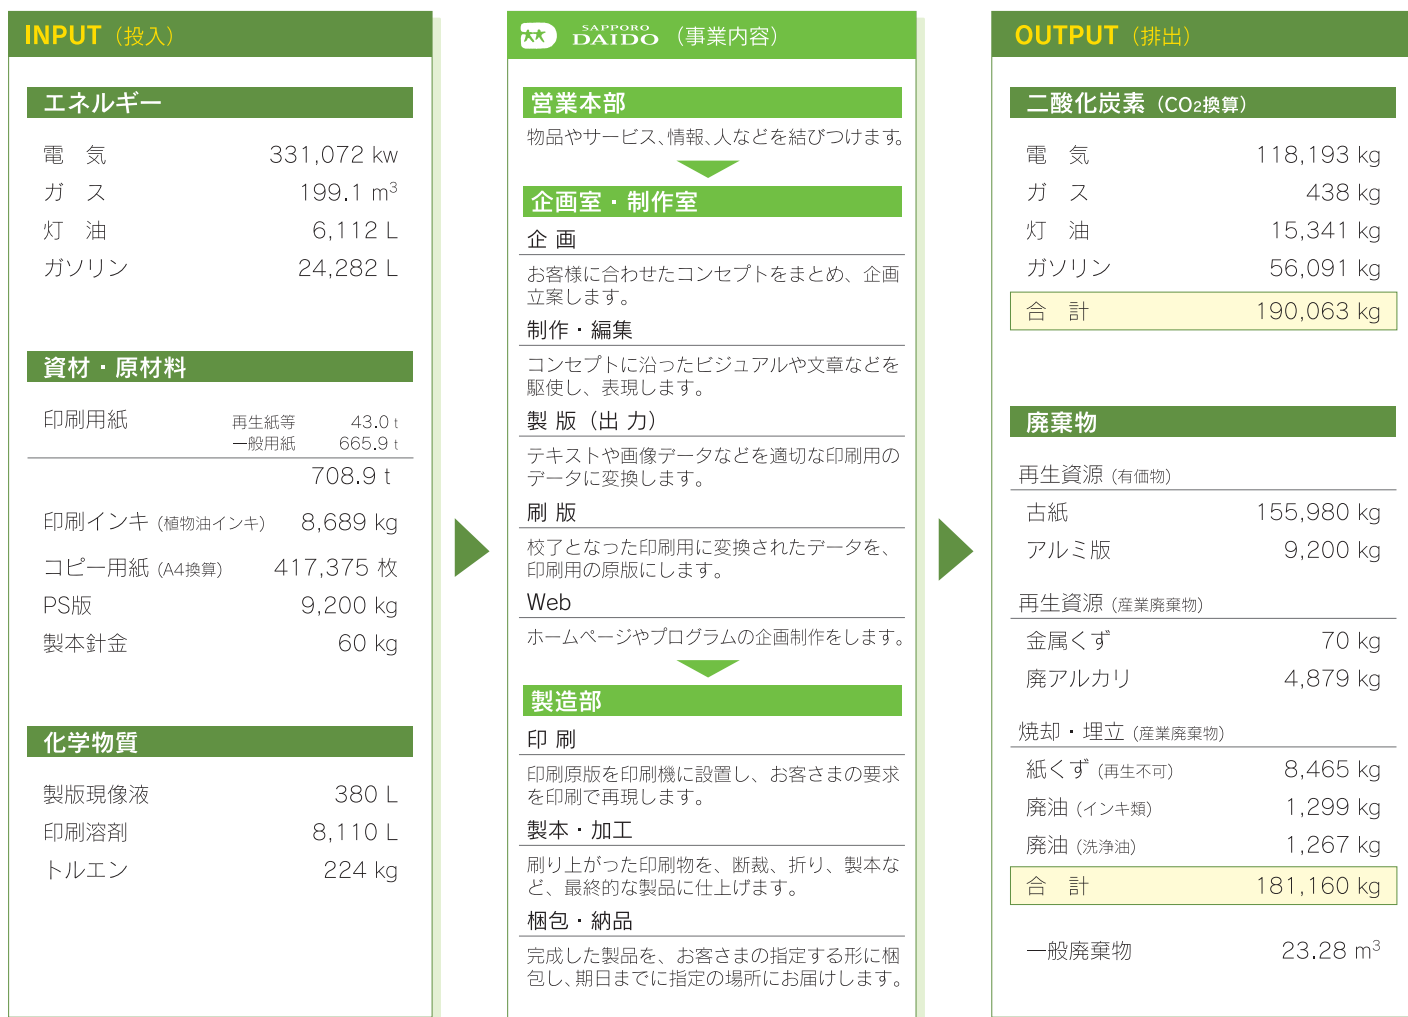 INPUT（投入）
エネルギー
電　気 331,072 kw
ガ　ス 199.1 m³
灯　油 6,112 L
ガソリン 24,282 L
資材・原材料
印刷用紙 再生紙等 43.0 t
一般用紙 665.9 t
708.9 t
印刷インキ（植物油インキ） 8,689 kg
コピー用紙（A4換算） 417,375 枚
PS版 9,200 kg
製本針金 60 kg
化学物質
製版現像液 380 L
印刷溶剤 8,110 L
トルエン 224 kg
SAPPORO
DAIDO（事業内容）
営業本部
物品やサービス、情報、人などを結びつけます。
企画室・制作室
企 画
お客様に合わせたコンセプトをまとめ、企画
立案します。
制作・編集
コンセプトに沿ったビジュアルや文章などを
駆使し、表現します。
製 版（出 力）
テキストや画像データなどを適切な印刷用の
データに変換します。
刷 版
校了となった印刷用に変換されたデータを、
印刷用の原版にします。
Web
ホームページやプログラムの企画制作をします。
製造部
印 刷
印刷原版を印刷機に設置し、お客さまの要求
を印刷で再現します。
製本・加工
刷り上がった印刷物を、断裁、折り、製本な
ど、最終的な製品に仕上げます。
梱包・納品
完成した製品を、お客さまの指定する形に梱
包し、期日までに指定の場所にお届けします。
OUTPUT（排出）
二酸化炭素（CO₂換算）
電　気 118,193 kg
ガ　ス 438 kg
灯　油 15,341 kg
ガソリン 56,091 kg
合　計 190,063 kg
廃棄物
再生資源（有価物）
古紙 155,980 kg
アルミ版 9,200 kg
再生資源（産業廃棄物）
金属くず 70 kg
廃アルカリ 4,879 kg
焼却・埋立（産業廃棄物）
紙くず（再生不可） 8,465 kg
廃油（インキ類） 1,299 kg
廃油（洗浄油） 1,267 kg
合　計 181,160 kg
一般廃棄物 23.28 m³